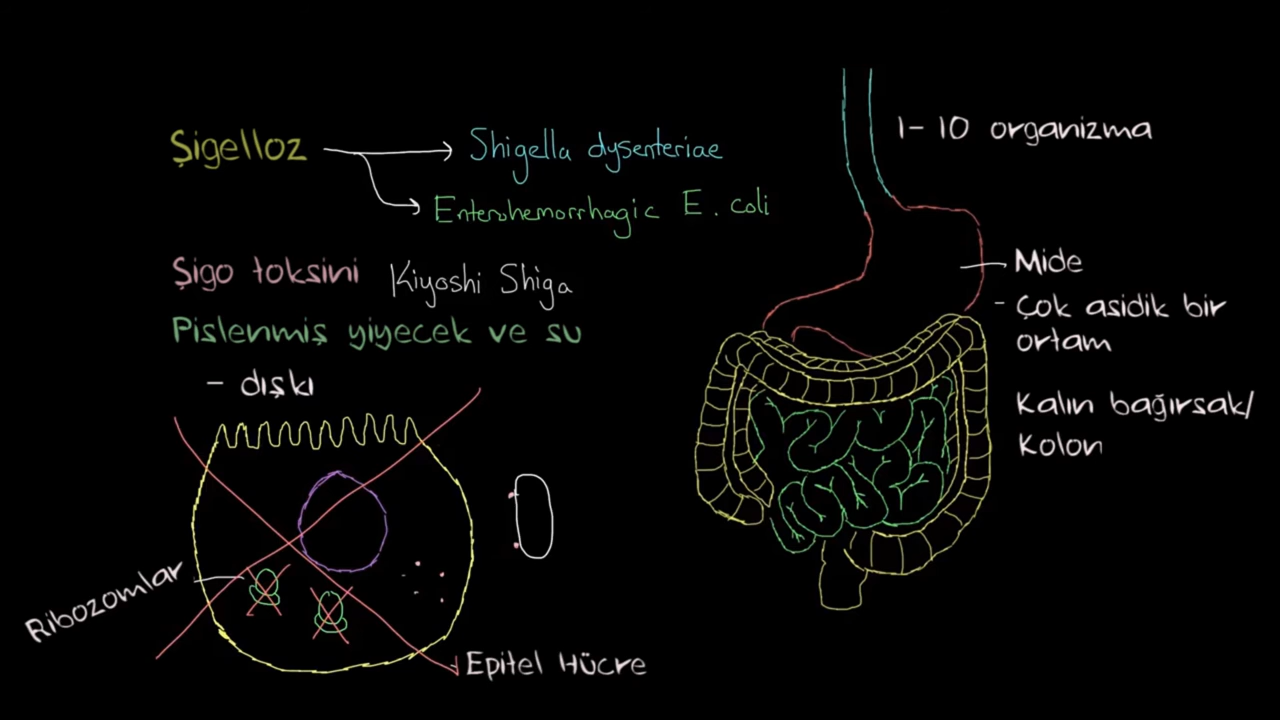 Şigelloz
Shigella dysenteriae
Enterohemorrhagic E. coli
Şigo toksini
Kiyoshi Shiga
Pislenmiş yiyecek ve su
- dışkı
Ribozomlar
Epitel Hücre
1-10 organizma
Mide
- Çok asidik bir
ortam
Kalın bağırsak/
Kolon